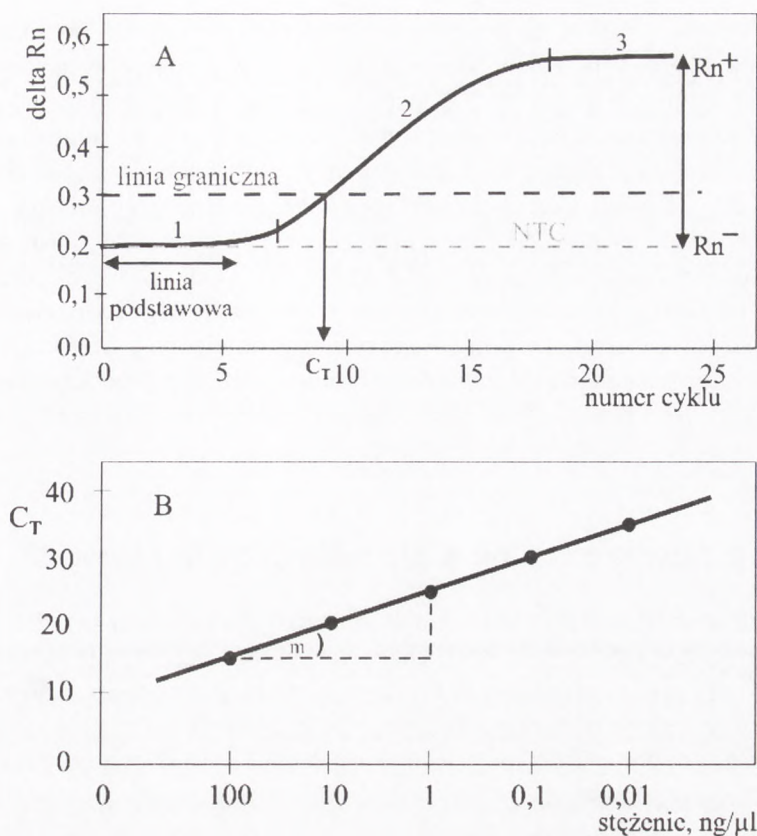 A
delta Rn
0,6
0,5
0,4
0,3
0,2
0,1
0,0
linia graniczna
1
2
3
Rn+
NTC
Rn−
linia
podstawowa
0
5
CT
10
15
20
25
numer cyklu
B
CT
40
30
20
10
0
m )
0
100
10
1
0,1
0,01
stężenie, ng/µl